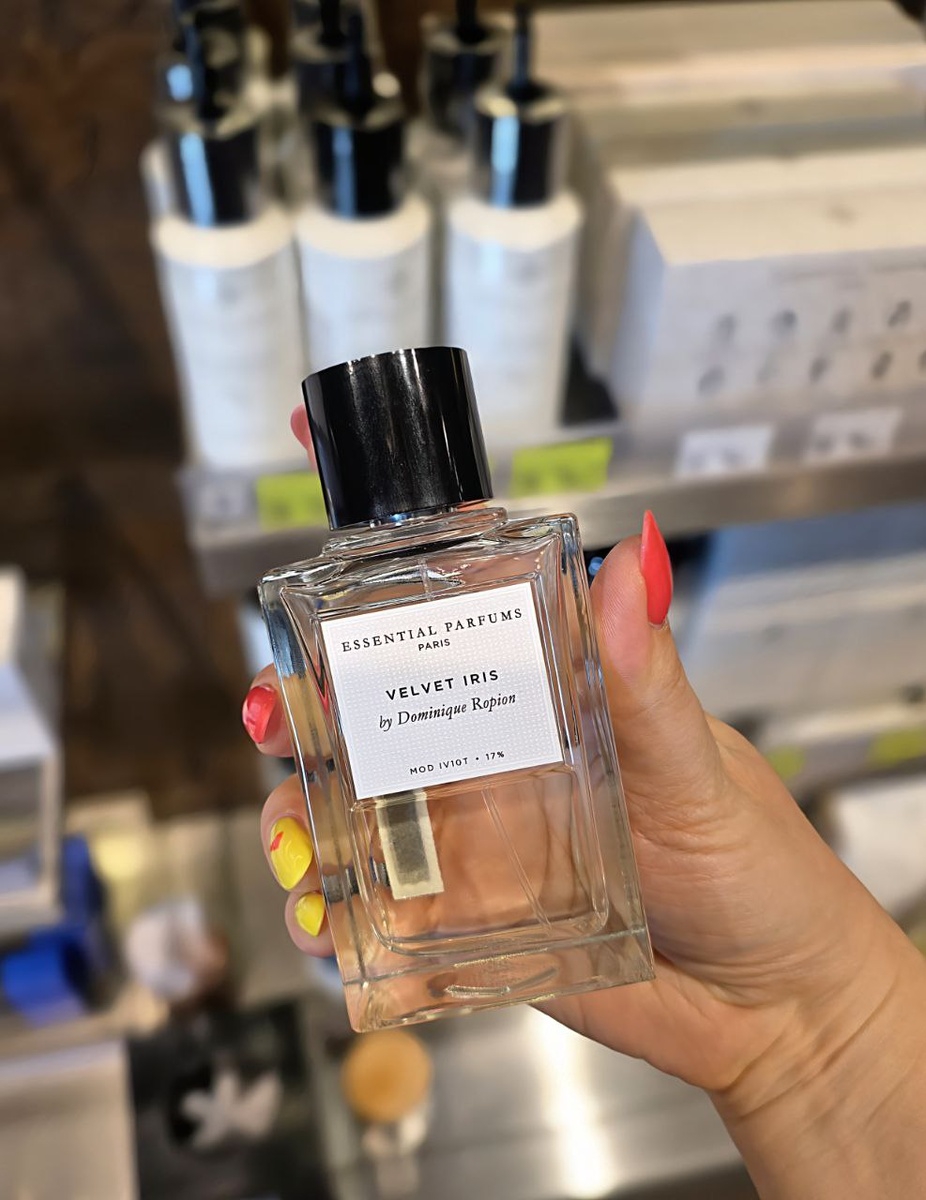 ESSENTIAL PARFUMS
PARIS
VELVET IRIS
by Dominique Ropion
MOD IV10T • 17%